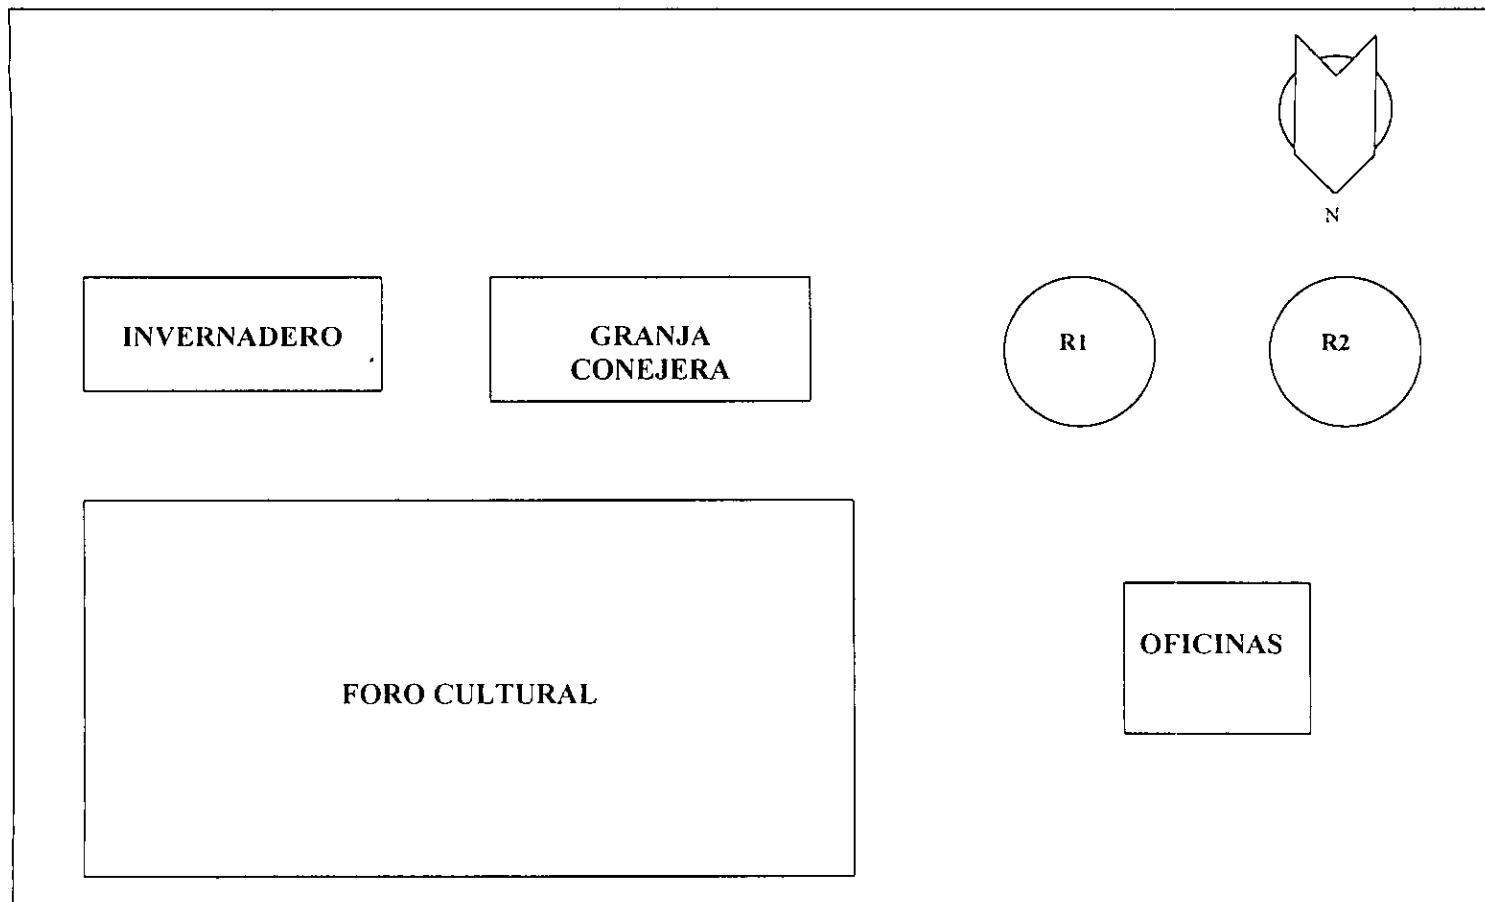 N
INVERNADERO
GRANJA
CONEJERA
R1
R2
FORO CULTURAL
OFICINAS